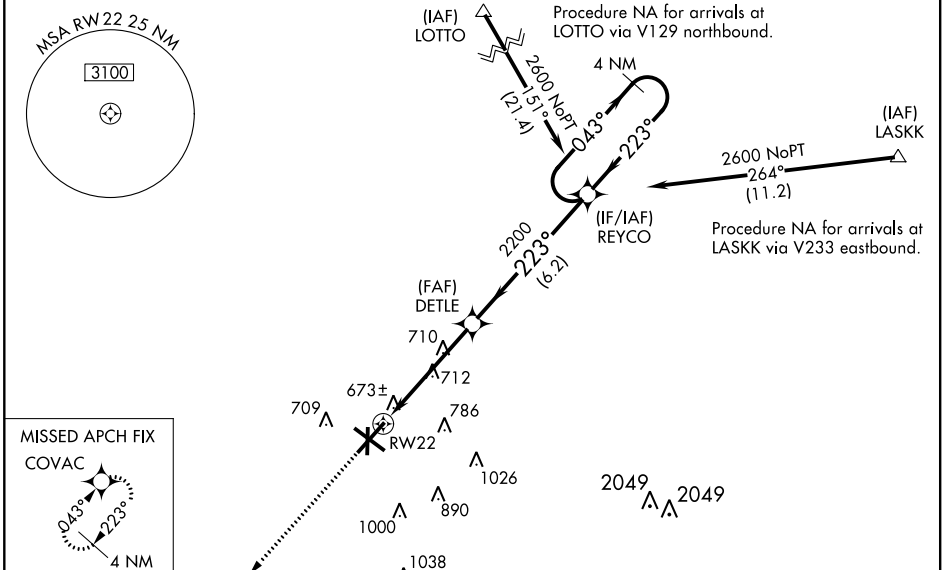 MSA RW22 25 NM
3100
(IAF)
LOTTO
Procedure NA for arrivals at
LOTTO via V129 northbound.
2600 NoPT
151°
(21.4)
4 NM
043°
223°
(IAF)
LASKK
2600 NoPT
264°
(11.2)
(IF/IAF)
REYCO
Procedure NA for arrivals at
LASKK via V233 eastbound.
2200
223°
(6.2)
(FAF)
DETLE
710
712
673±
709
786
RW22
1026
890
1000
1038
2049
2049
MISSED APCH FIX
COVAC
043°
223°
4 NM